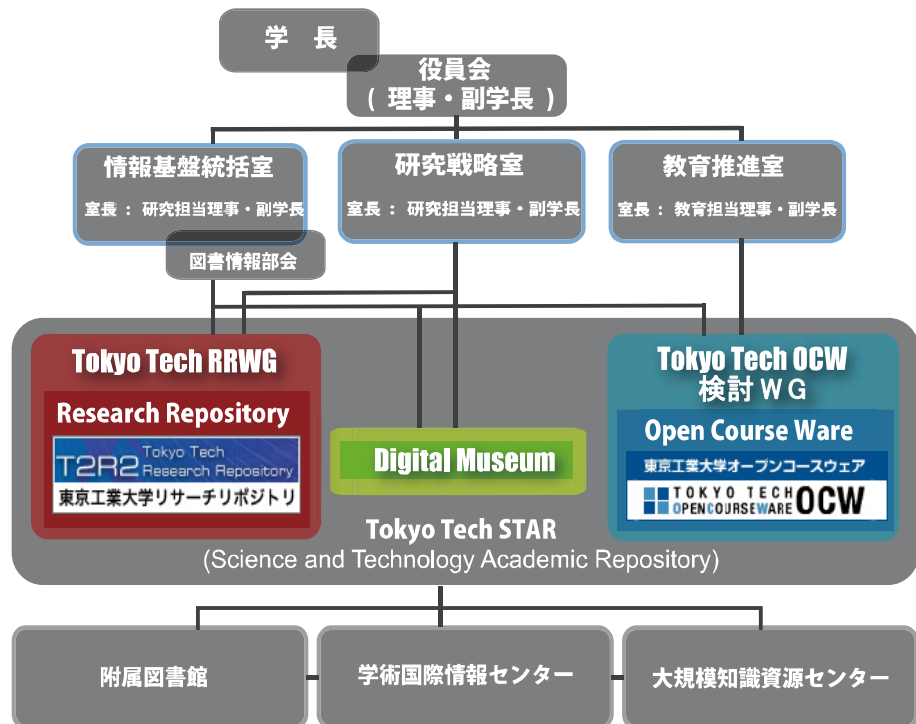 学 長
役員会
( 理事・副学長 )
情報基盤統括室
室長 : 研究担当理事・副学長
研究戦略室
室長 : 研究担当理事・副学長
教育推進室
室長 : 教育担当理事・副学長
図書情報部会
Tokyo Tech RRWG
Research Repository
T2R2 Tokyo Tech
Research Repository
東京工業大学リサーチリポジトリ
Digital Museum
Tokyo Tech OCW
検討WG
Open Course Ware
東京工業大学オープンコースウェア
TOKYO TECH
OPENCOURSEWARE OCW
Tokyo Tech STAR
(Science and Technology Academic Repository)
附属図書館
学術国際情報センター
大規模知識資源センター